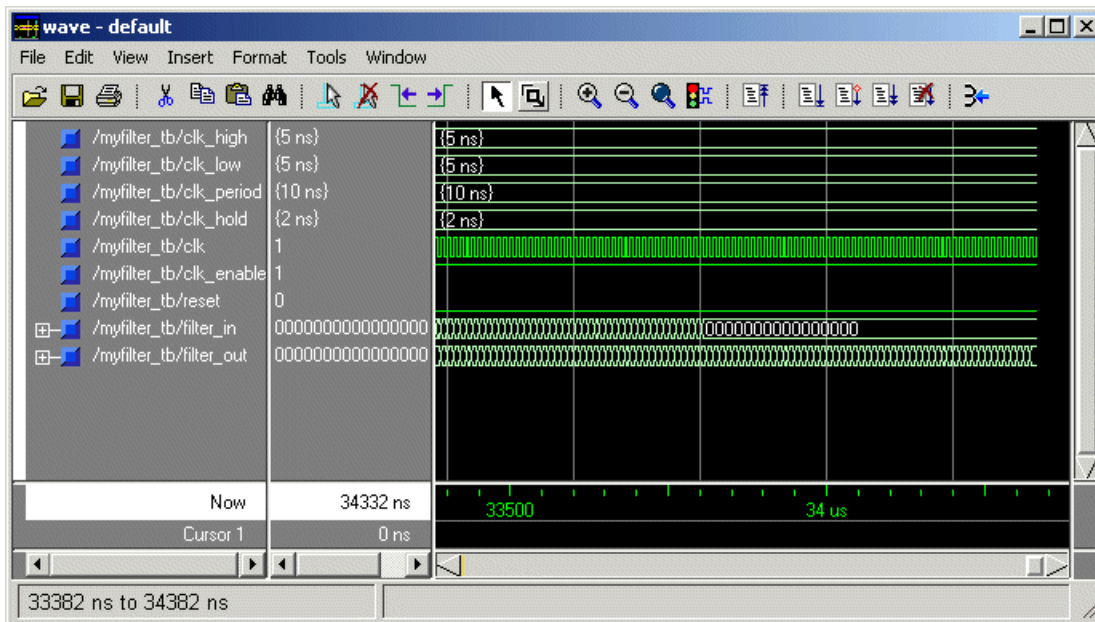 wave - default
File Edit View Insert Format Tools Window
/myfilter_tb/clk_high {5 ns} {5 ns}
/myfilter_tb/clk_low {5 ns} {5 ns}
/myfilter_tb/clk_period {10 ns} {10 ns}
/myfilter_tb/clk_hold {2 ns} {2 ns}
/myfilter_tb/clk 1
/myfilter_tb/clk_enable 1
/myfilter_tb/reset 0
/myfilter_tb/filter_in 0000000000000000 0000000000000000
/myfilter_tb/filter_out 0000000000000000
Now 34332 ns 33500 34 us
Cursor 1 0 ns
33382 ns to 34382 ns